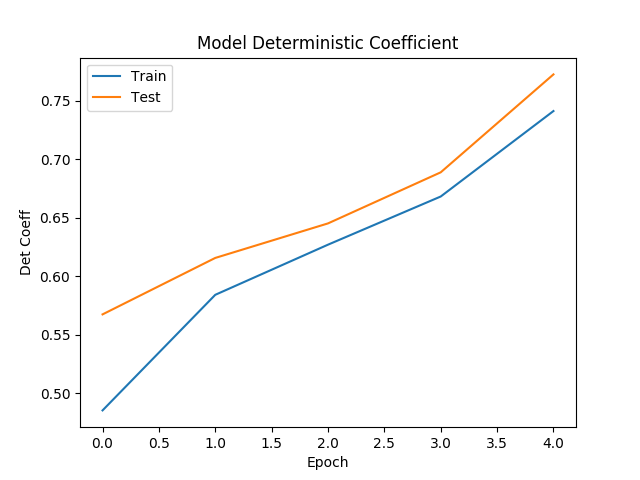 Model Deterministic Coefficient
Train
Test
0.75
0.70
0.65
0.60
0.55
0.50
Det Coeff
0.0 0.5 1.0 1.5 2.0 2.5 3.0 3.5 4.0
Epoch